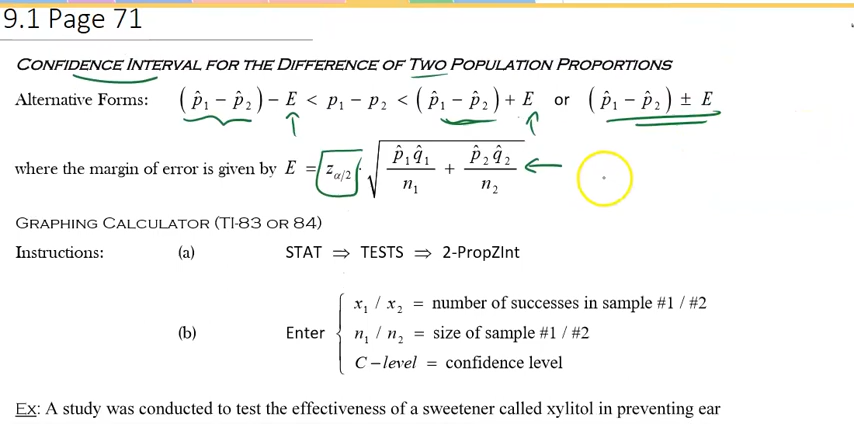 9.1 Page 71
CONFIDENCE INTERVAL FOR THE DIFFERENCE OF TWO POPULATION PROPORTIONS
Alternative Forms: (p̂₁ − p̂₂) − E < p₁ − p₂ < (p̂₁ − p̂₂) + E or (p̂₁ − p̂₂) ± E
where the margin of error is given by E = z_{α/2} √(p̂₁q̂₁/n₁ + p̂₂q̂₂/n₂)
GRAPHING CALCULATOR (TI-83 OR 84)
Instructions: (a) STAT ⇒ TESTS ⇒ 2-PropZInt
x₁ / x₂ = number of successes in sample #1 / #2
(b) Enter { n₁ / n₂ = size of sample #1 / #2
C−level = confidence level
Ex: A study was conducted to test the effectiveness of a sweetener called xylitol in preventing ear